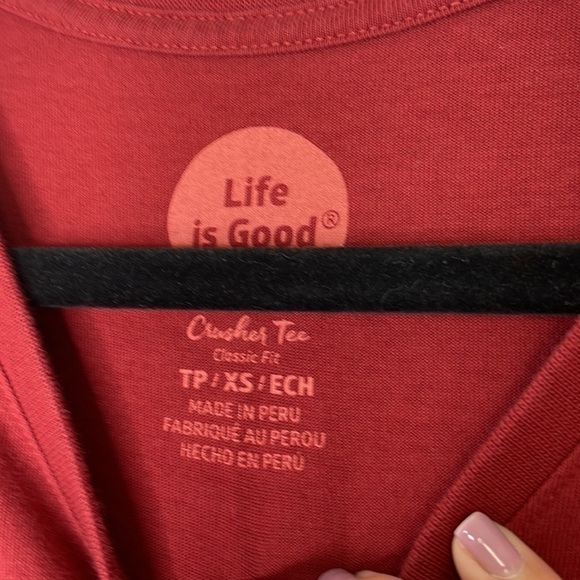 Life
is Good®
Crusher Tee
Classic Fit
TP / XS / ECH
MADE IN PERU
FABRIQUÉ AU PEROU
HECHO EN PERÚ